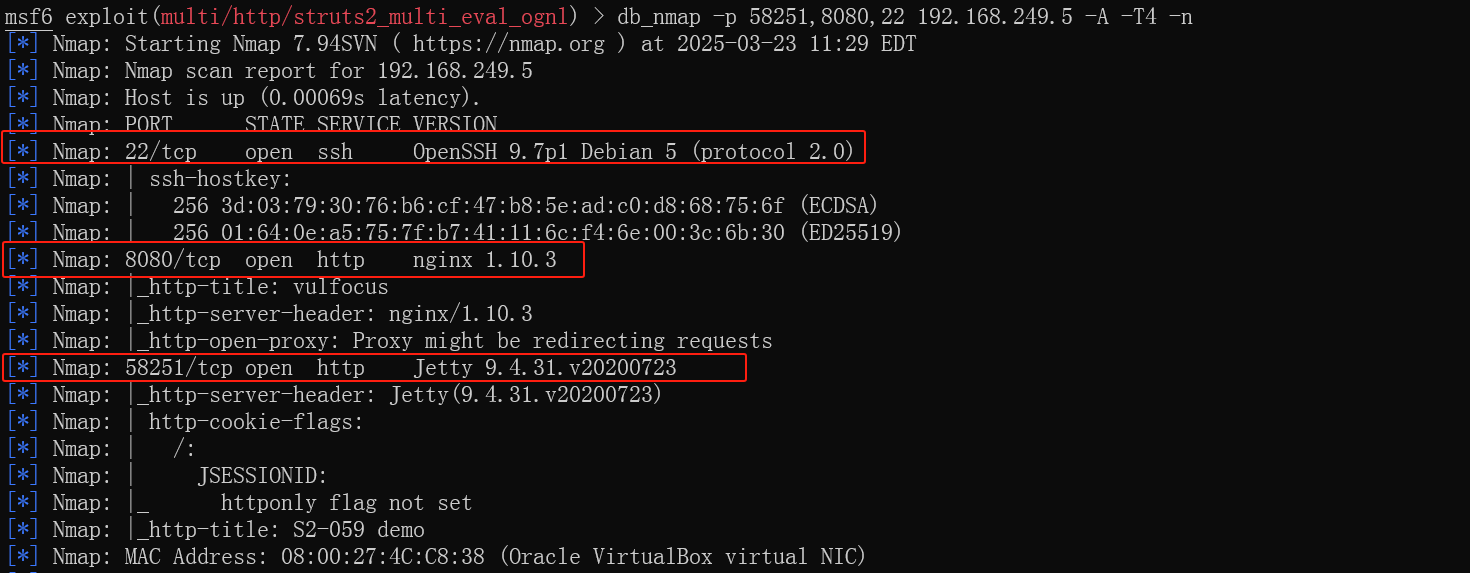 msf6 exploit(multi/http/struts2_multi_eval_ognl) > db_nmap -p 58251,8080,22 192.168.249.5 -A -T4 -n
[*] Nmap: Starting Nmap 7.94SVN ( https://nmap.org ) at 2025-03-23 11:29 EDT
[*] Nmap: Nmap scan report for 192.168.249.5
[*] Nmap: Host is up (0.00069s latency).
[*] Nmap: PORT      STATE SERVICE VERSION
[*] Nmap: 22/tcp    open  ssh     OpenSSH 9.7p1 Debian 5 (protocol 2.0)
[*] Nmap: | ssh-hostkey:
[*] Nmap: |   256 3d:03:79:30:76:b6:cf:47:b8:5e:ad:c0:d8:68:75:6f (ECDSA)
[*] Nmap: |_  256 01:64:0e:a5:75:7f:b7:41:11:6c:f4:6e:00:3c:6b:30 (ED25519)
[*] Nmap: 8080/tcp  open  http    nginx 1.10.3
[*] Nmap: |_http-title: vulfocus
[*] Nmap: |_http-server-header: nginx/1.10.3
[*] Nmap: |_http-open-proxy: Proxy might be redirecting requests
[*] Nmap: 58251/tcp open  http    Jetty 9.4.31.v20200723
[*] Nmap: |_http-server-header: Jetty(9.4.31.v20200723)
[*] Nmap: | http-cookie-flags:
[*] Nmap: |   /:
[*] Nmap: |     JSESSIONID:
[*] Nmap: |_      httponly flag not set
[*] Nmap: |_http-title: S2-059 demo
[*] Nmap: MAC Address: 08:00:27:4C:C8:38 (Oracle VirtualBox virtual NIC)